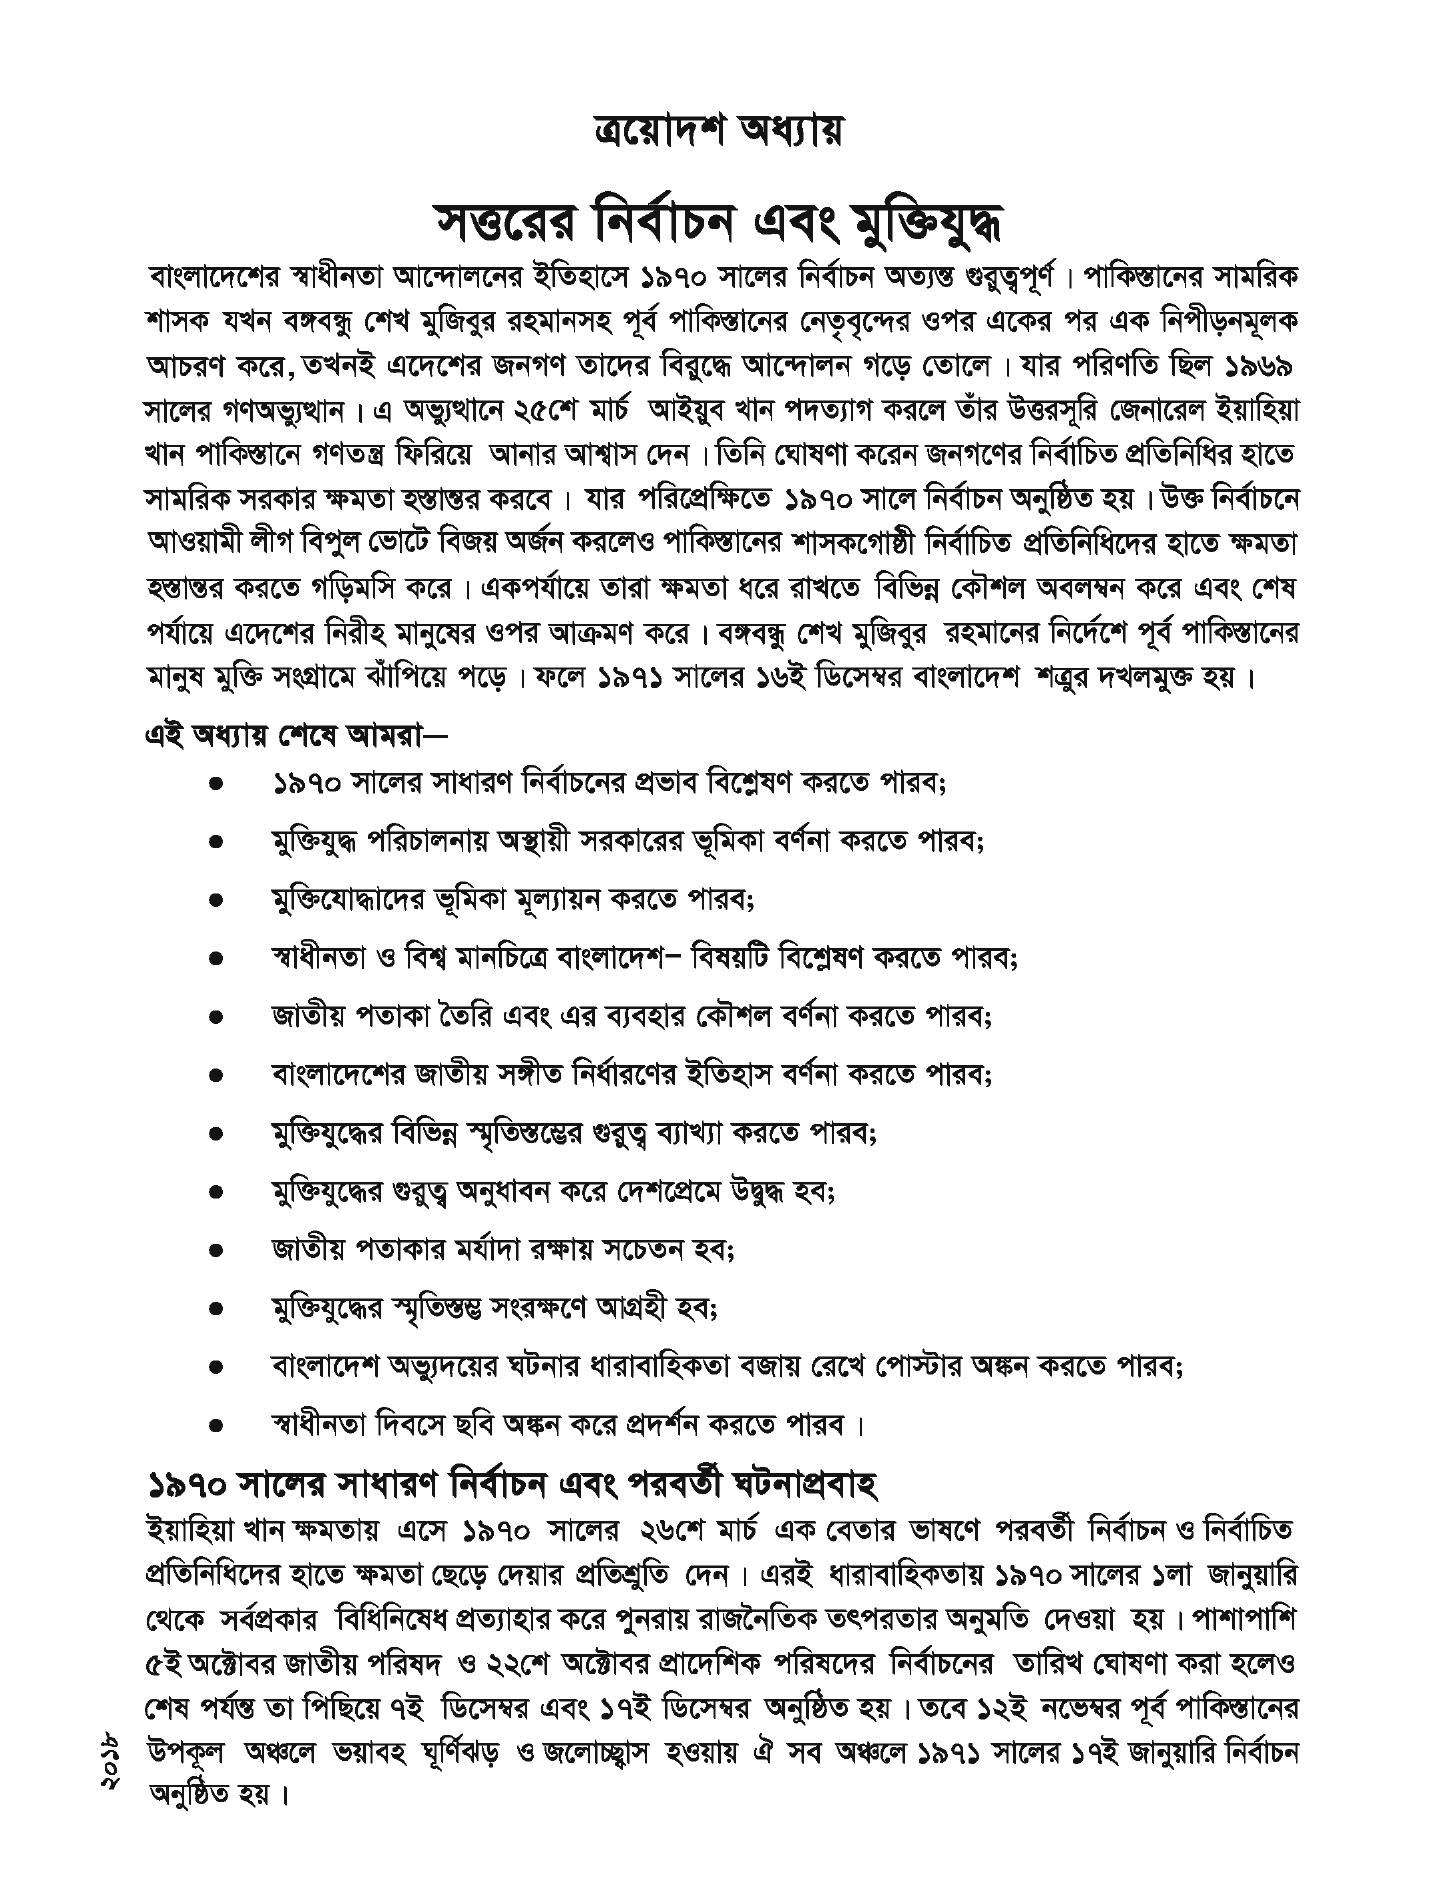 ত্রয়োদশ অধ্যায়
সত্তরের নির্বাচন এবং মুক্তিযুদ্ধ
বাংলাদেশের স্বাধীনতা আন্দোলনের ইতিহাসে ১৯৭০ সালের নির্বাচন অত্যন্ত গুরুত্বপূর্ণ। পাকিস্তানের সামরিক
শাসক যখন বঙ্গবন্ধু শেখ মুজিবুর রহমানসহ পূর্ব পাকিস্তানের নেতৃবৃন্দের ওপর একের পর এক নিপীড়নমূলক
আচরণ করে, তখনই এদেশের জনগণ তাদের বিরুদ্ধে আন্দোলন গড়ে তোলে। যার পরিণতি ছিল ১৯৬৯
সালের গণঅভ্যুত্থান। এ অভ্যুত্থানে ২৫শে মার্চ আইয়ুব খান পদত্যাগ করলে তাঁর উত্তরসূরি জেনারেল ইয়াহিয়া
খান পাকিস্তানে গণতন্ত্র ফিরিয়ে আনার আশ্বাস দেন। তিনি ঘোষণা করেন জনগণের নির্বাচিত প্রতিনিধির হাতে
সামরিক সরকার ক্ষমতা হস্তান্তর করবে। যার পরিপ্রেক্ষিতে ১৯৭০ সালে নির্বাচন অনুষ্ঠিত হয়। উক্ত নির্বাচনে
আওয়ামী লীগ বিপুল ভোটে বিজয় অর্জন করলেও পাকিস্তানের শাসকগোষ্ঠী নির্বাচিত প্রতিনিধিদের হাতে ক্ষমতা
হস্তান্তর করতে গড়িমসি করে। একপর্যায়ে তারা ক্ষমতা ধরে রাখতে বিভিন্ন কৌশল অবলম্বন করে এবং শেষ
পর্যায়ে এদেশের নিরীহ মানুষের ওপর আক্রমণ করে। বঙ্গবন্ধু শেখ মুজিবুর রহমানের নির্দেশে পূর্ব পাকিস্তানের
মানুষ মুক্তি সংগ্রামে ঝাঁপিয়ে পড়ে। ফলে ১৯৭১ সালের ১৬ই ডিসেম্বর বাংলাদেশ শত্রুর দখলমুক্ত হয়।
এই অধ্যায় শেষে আমরা—
● ১৯৭০ সালের সাধারণ নির্বাচনের প্রভাব বিশ্লেষণ করতে পারব;
● মুক্তিযুদ্ধ পরিচালনায় অস্থায়ী সরকারের ভূমিকা বর্ণনা করতে পারব;
● মুক্তিযোদ্ধাদের ভূমিকা মূল্যায়ন করতে পারব;
● স্বাধীনতা ও বিশ্ব মানচিত্রে বাংলাদেশ– বিষয়টি বিশ্লেষণ করতে পারব;
● জাতীয় পতাকা তৈরি এবং এর ব্যবহার কৌশল বর্ণনা করতে পারব;
● বাংলাদেশের জাতীয় সঙ্গীত নির্ধারণের ইতিহাস বর্ণনা করতে পারব;
● মুক্তিযুদ্ধের বিভিন্ন স্মৃতিস্তম্ভের গুরুত্ব ব্যাখ্যা করতে পারব;
● মুক্তিযুদ্ধের গুরুত্ব অনুধাবন করে দেশপ্রেমে উদ্বুদ্ধ হব;
● জাতীয় পতাকার মর্যাদা রক্ষায় সচেতন হব;
● মুক্তিযুদ্ধের স্মৃতিস্তম্ভ সংরক্ষণে আগ্রহী হব;
● বাংলাদেশ অভ্যুদয়ের ঘটনার ধারাবাহিকতা বজায় রেখে পোস্টার অঙ্কন করতে পারব;
● স্বাধীনতা দিবসে ছবি অঙ্কন করে প্রদর্শন করতে পারব।
১৯৭০ সালের সাধারণ নির্বাচন এবং পরবর্তী ঘটনাপ্রবাহ
ইয়াহিয়া খান ক্ষমতায় এসে ১৯৭০ সালের ২৬শে মার্চ এক বেতার ভাষণে পরবর্তী নির্বাচন ও নির্বাচিত
প্রতিনিধিদের হাতে ক্ষমতা ছেড়ে দেয়ার প্রতিশ্রুতি দেন। এরই ধারাবাহিকতায় ১৯৭০ সালের ১লা জানুয়ারি
থেকে সর্বপ্রকার বিধিনিষেধ প্রত্যাহার করে পুনরায় রাজনৈতিক তৎপরতার অনুমতি দেওয়া হয়। পাশাপাশি
৫ই অক্টোবর জাতীয় পরিষদ ও ২২শে অক্টোবর প্রাদেশিক পরিষদের নির্বাচনের তারিখ ঘোষণা করা হলেও
শেষ পর্যন্ত তা পিছিয়ে ৭ই ডিসেম্বর এবং ১৭ই ডিসেম্বর অনুষ্ঠিত হয়। তবে ১২ই নভেম্বর পূর্ব পাকিস্তানের
উপকূল অঞ্চলে ভয়াবহ ঘূর্ণিঝড় ও জলোচ্ছ্বাস হওয়ায় ঐ সব অঞ্চলে ১৯৭১ সালের ১৭ই জানুয়ারি নির্বাচন
অনুষ্ঠিত হয়।
২০১৮